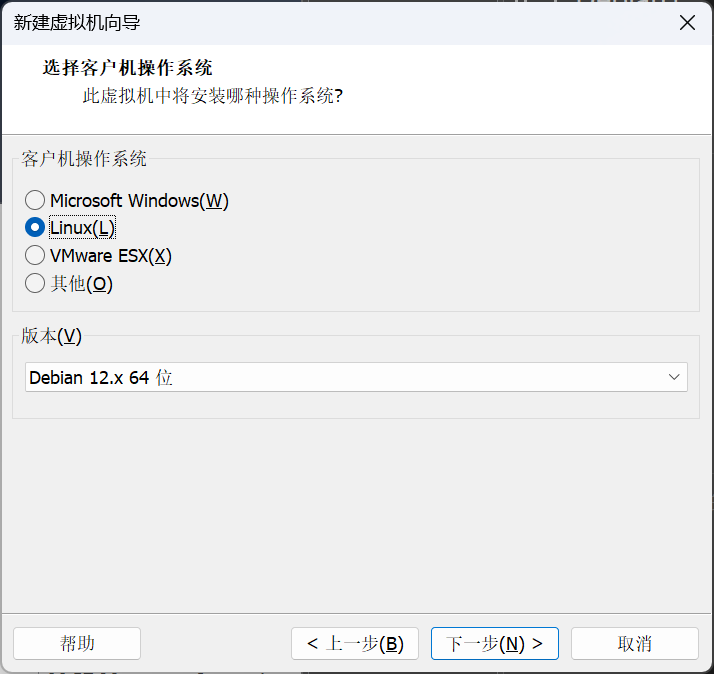 新建虚拟机向导
选择客户机操作系统
此虚拟机中将安装哪种操作系统?
客户机操作系统
Microsoft Windows(W)
Linux(L)
VMware ESX(X)
其他(O)
版本(V)
Debian 12.x 64 位
帮助
< 上一步(B)
下一步(N) >
取消